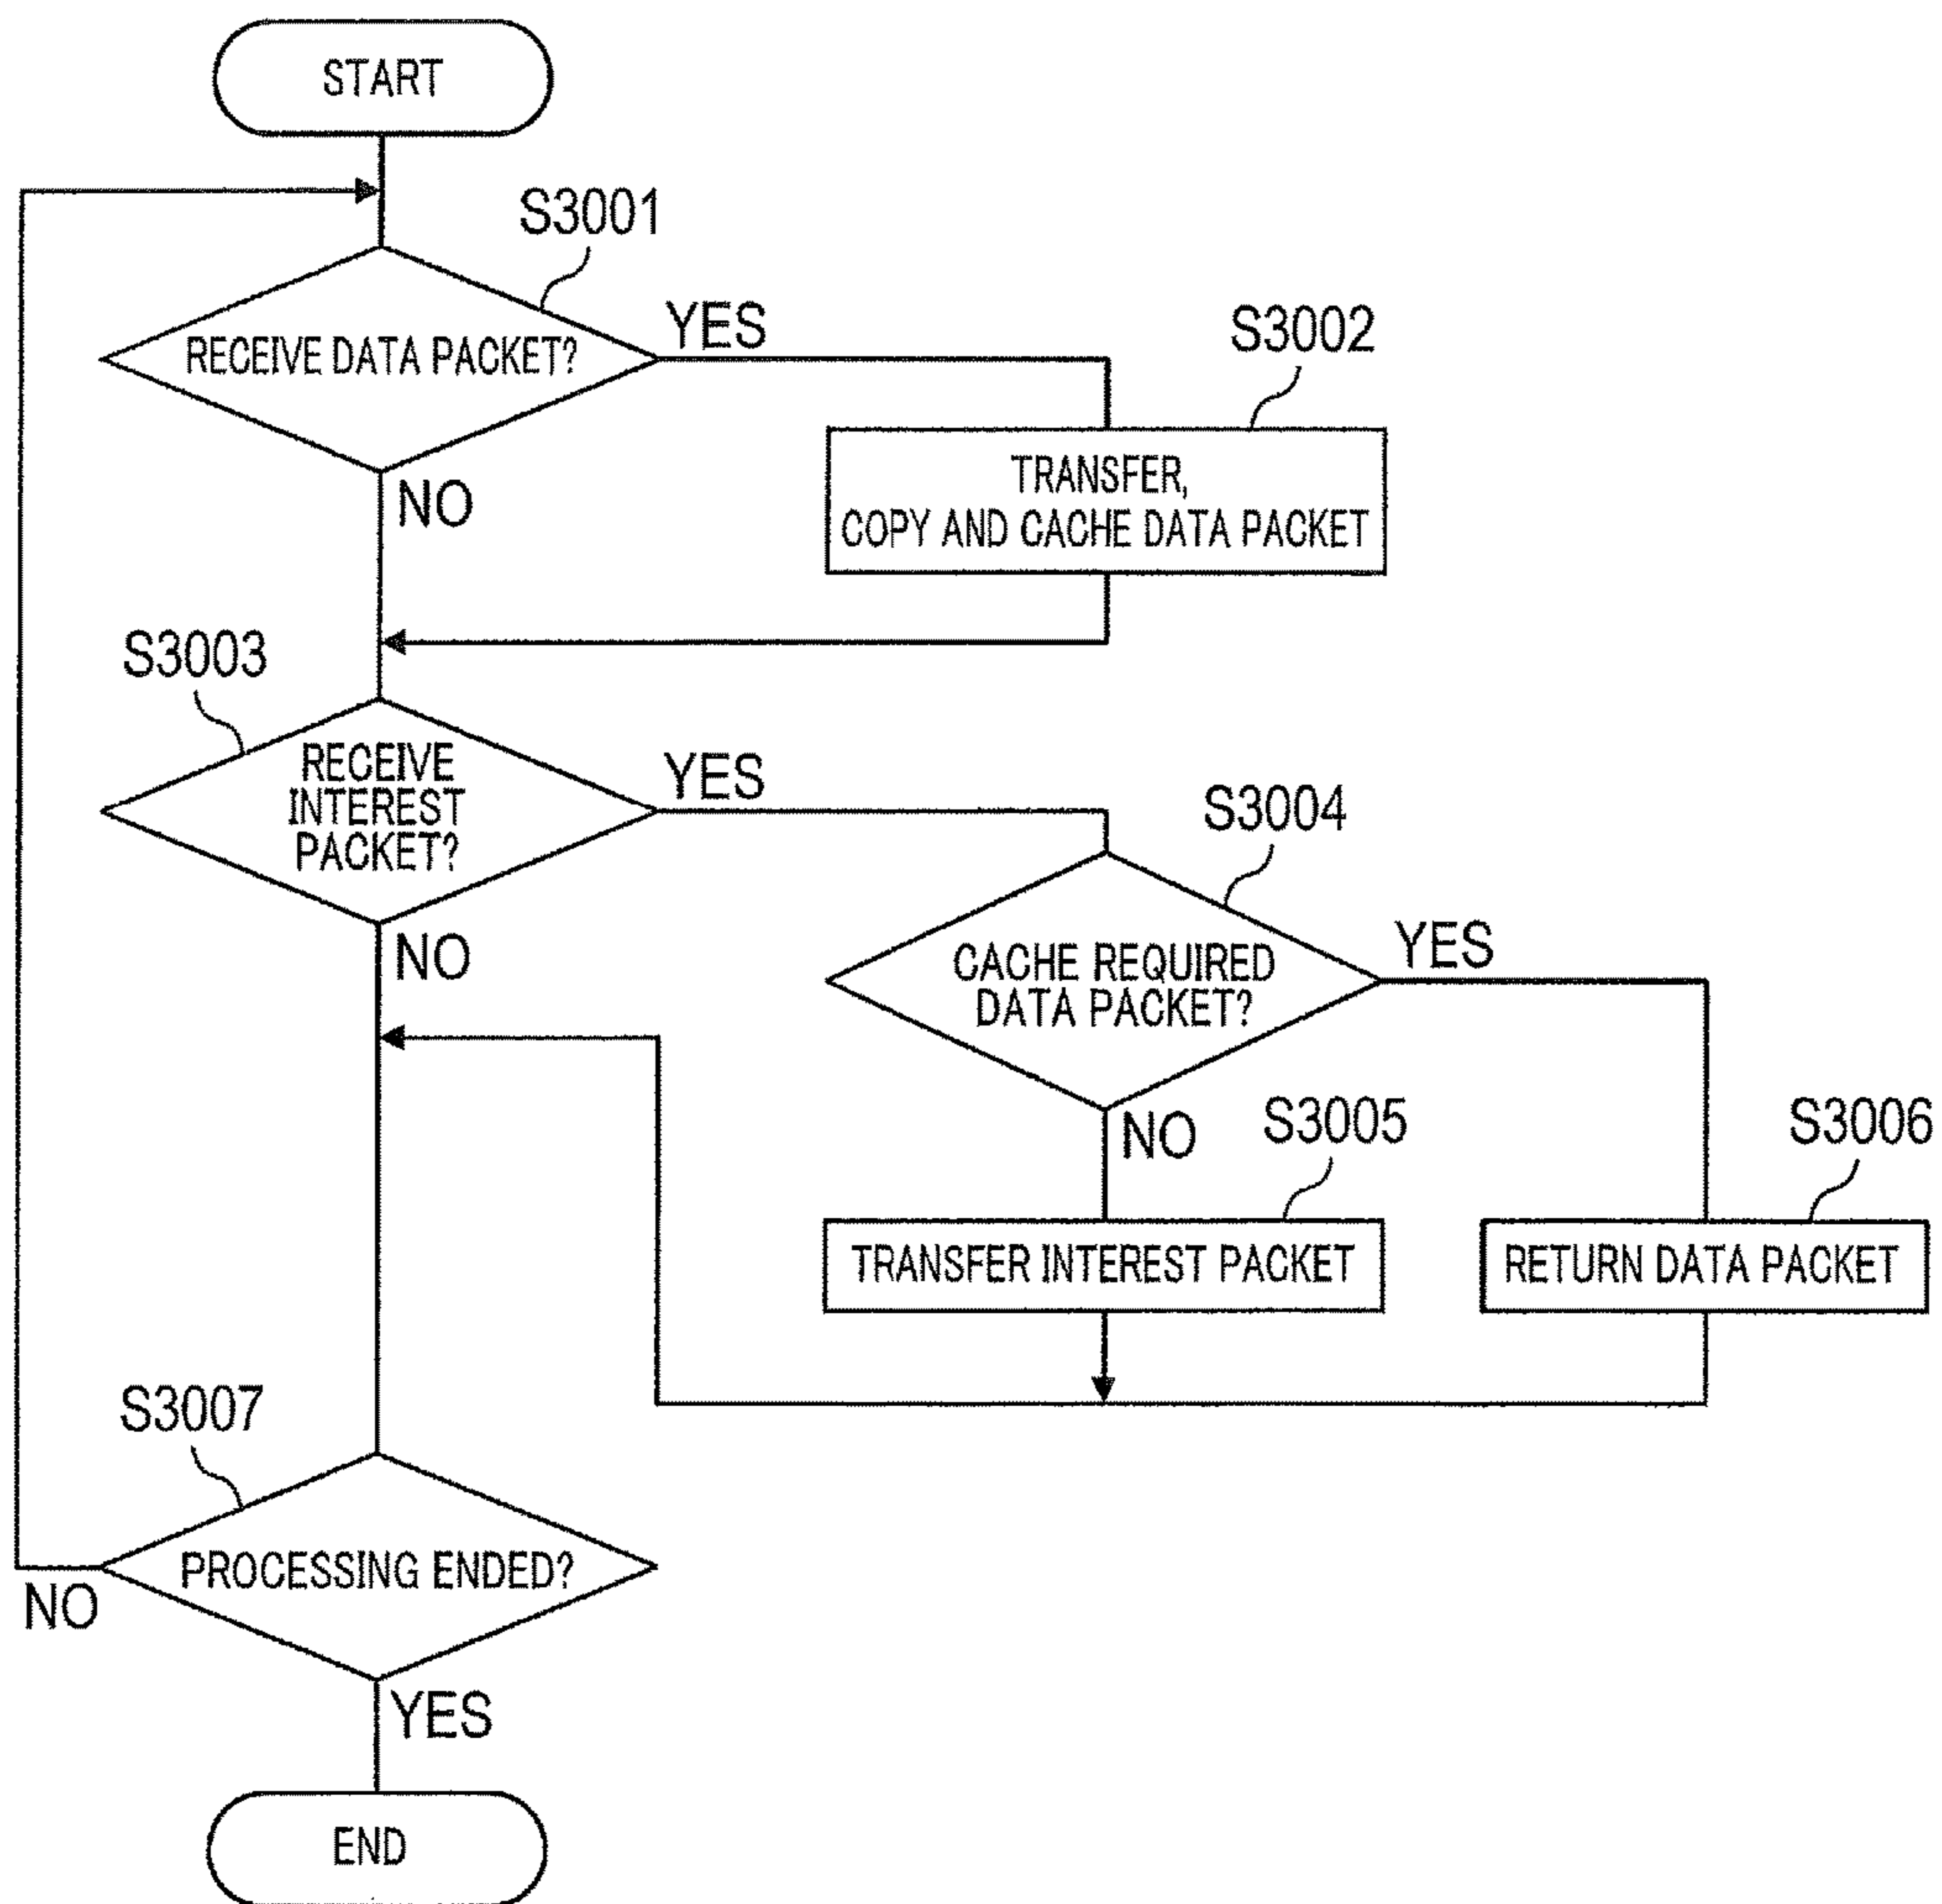 START
S3001
RECEIVE DATA PACKET?
YES
S3002
TRANSFER,
COPY AND CACHE DATA PACKET
NO
S3003
RECEIVE
INTEREST
PACKET?
YES
S3004
CACHE REQUIRED
DATA PACKET?
YES
NO
NO
S3005
TRANSFER INTEREST PACKET
S3006
RETURN DATA PACKET
S3007
PROCESSING ENDED?
NO
YES
END